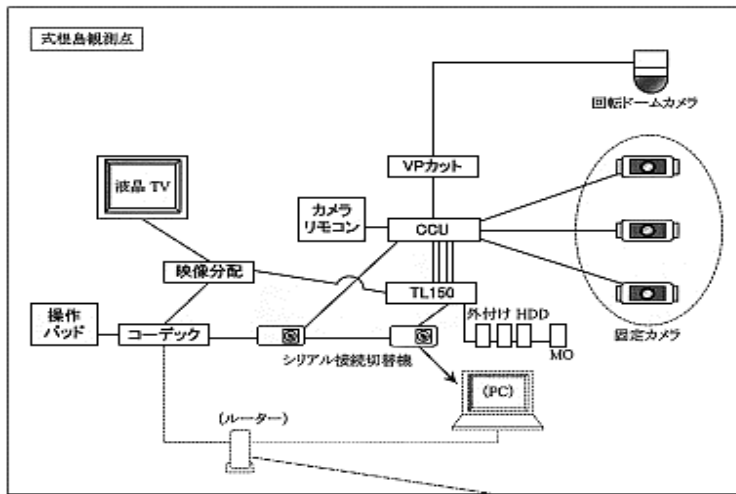 式根島観測点
回転ドームカメラ
VPカット
液晶 TV
カメラ
リモコン
CCU
映像分配
TL150
操作
パッド
コーデック
外付け HDD
MO
固定カメラ
シリアル接続切替機
(PC)
(ルーター)